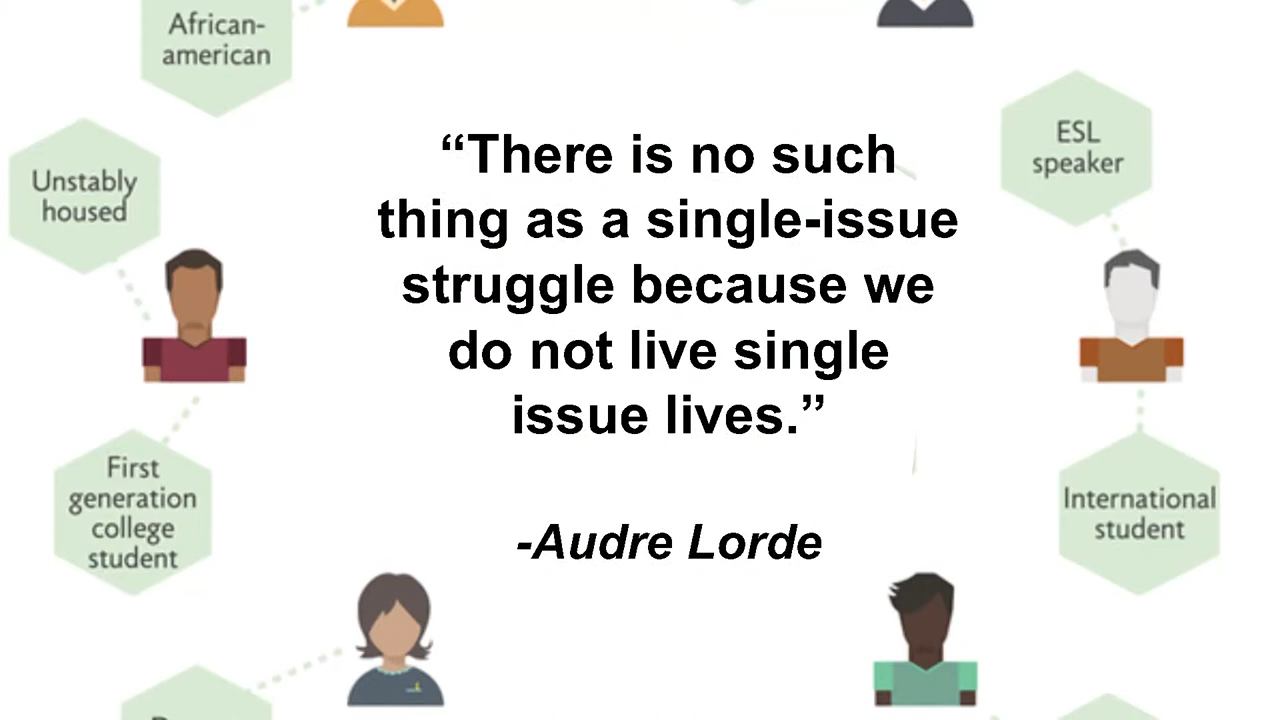 African-
american
Unstably
housed
“There is no such
thing as a single-issue
struggle because we
do not live single
issue lives.”
-Audre Lorde
ESL
speaker
First
generation
college
student
International
student